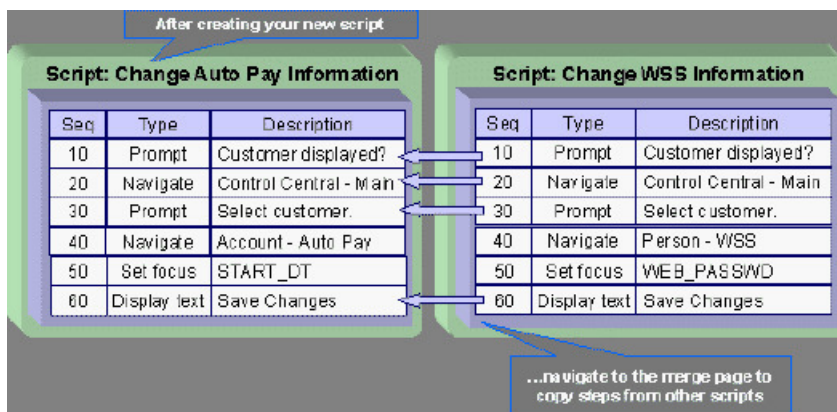 After creating your new script
Script: Change Auto Pay Information
Seq Type Description
10 Prompt Customer displayed?
20 Navigate Control Central - Main
30 Prompt Select customer.
40 Navigate Account - Auto Pay
50 Set focus START_DT
60 Display text Save Changes
Script: Change WSS Information
Seq Type Description
10 Prompt Customer displayed?
20 Navigate Control Central - Main
30 Prompt Select customer.
40 Navigate Person - WSS
50 Set focus WEB_PASSWD
60 Display text Save Changes
...navigate to the merge page to
copy steps from other scripts